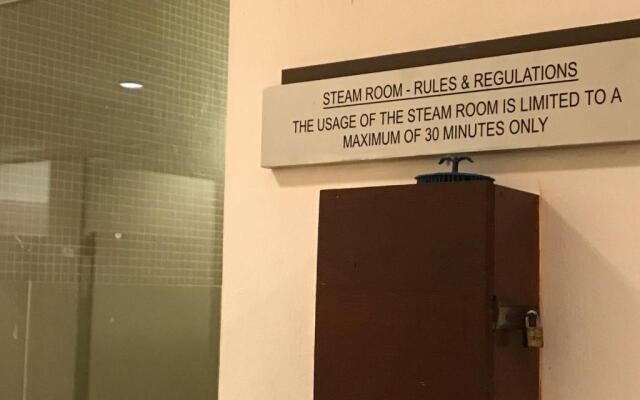 STEAM ROOM - RULES & REGULATIONS
THE USAGE OF THE STEAM ROOM IS LIMITED TO A
MAXIMUM OF 30 MINUTES ONLY